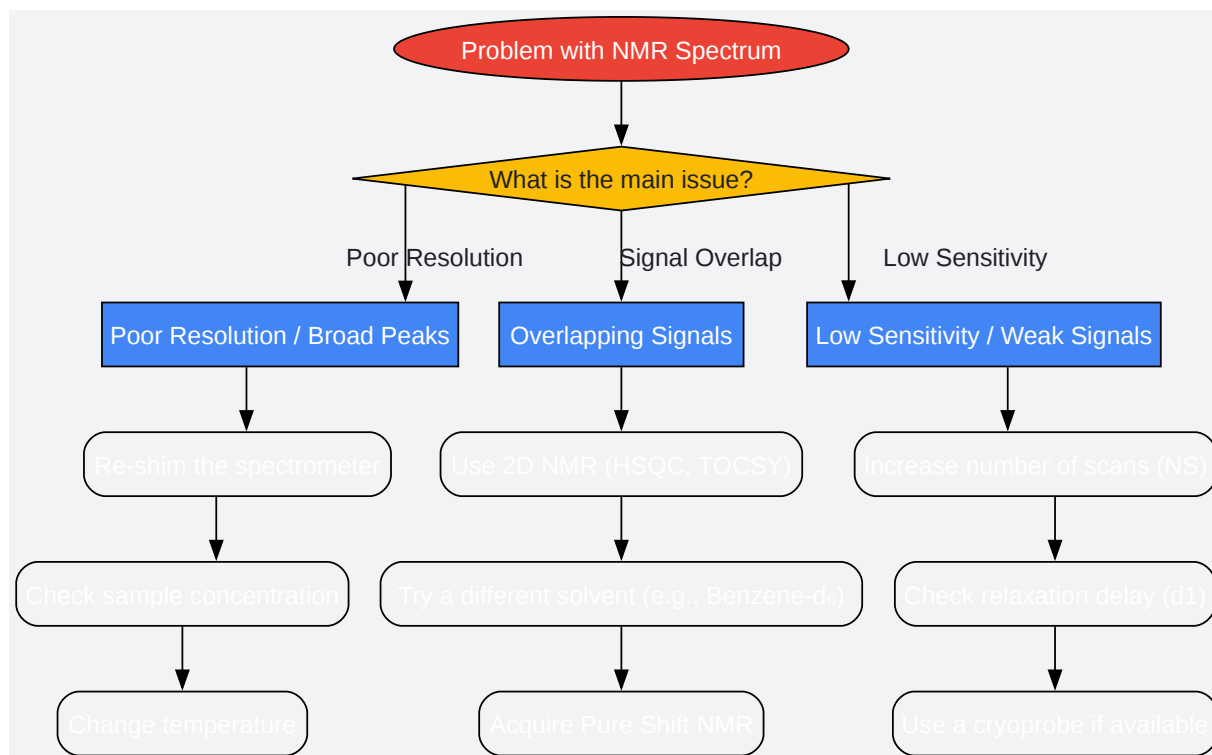 Problem with NMR Spectrum
What is the main issue?
Poor Resolution
Signal Overlap
Low Sensitivity
Poor Resolution / Broad Peaks
Overlapping Signals
Low Sensitivity / Weak Signals
Re-shim the spectrometer
Use 2D NMR (HSQC, TOCSY)
Increase number of scans (NS)
Check sample concentration
Try a different solvent (e.g., Benzene-d₆)
Check relaxation delay (d1)
Change temperature
Acquire Pure Shift NMR
Use a cryoprobe if available